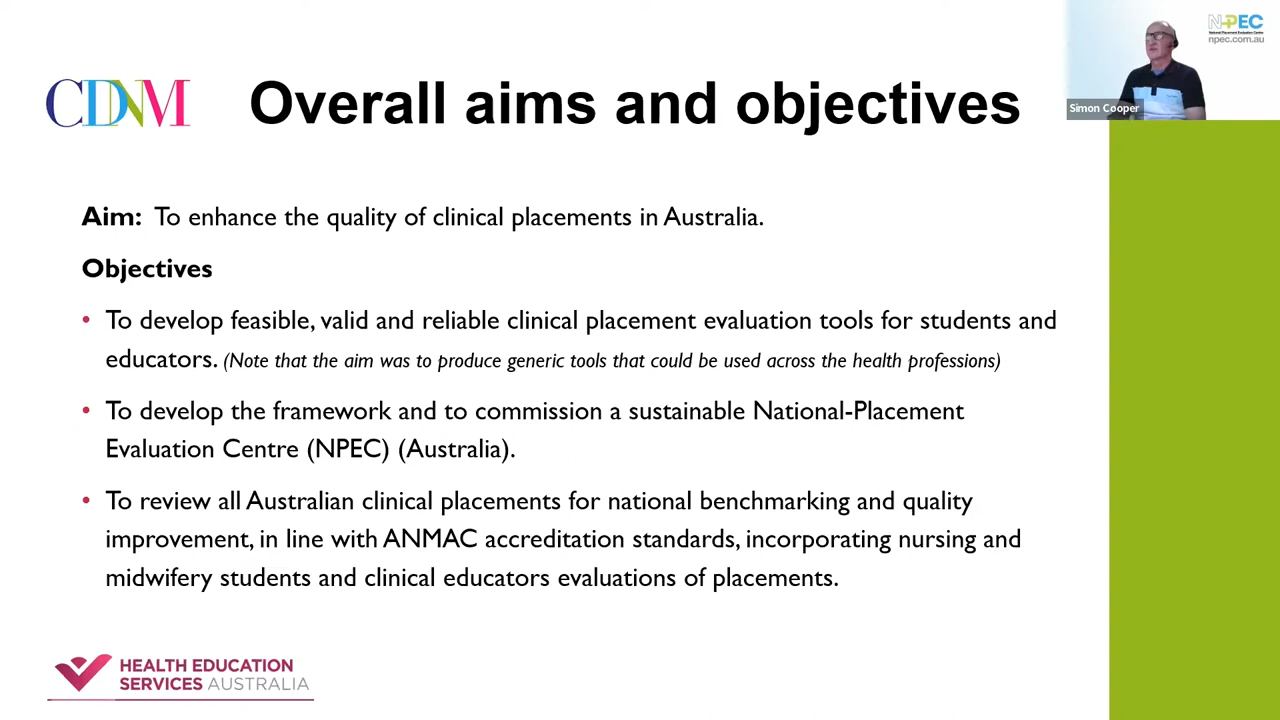 N-PEC
National Placement Evaluation Centre
npec.com.au
Simon Cooper
CDNM
Overall aims and objectives
Aim: To enhance the quality of clinical placements in Australia.
Objectives
• To develop feasible, valid and reliable clinical placement evaluation tools for students and
educators. (Note that the aim was to produce generic tools that could be used across the health professions)
• To develop the framework and to commission a sustainable National-Placement
Evaluation Centre (NPEC) (Australia).
• To review all Australian clinical placements for national benchmarking and quality
improvement, in line with ANMAC accreditation standards, incorporating nursing and
midwifery students and clinical educators evaluations of placements.
HEALTH EDUCATION
SERVICES AUSTRALIA